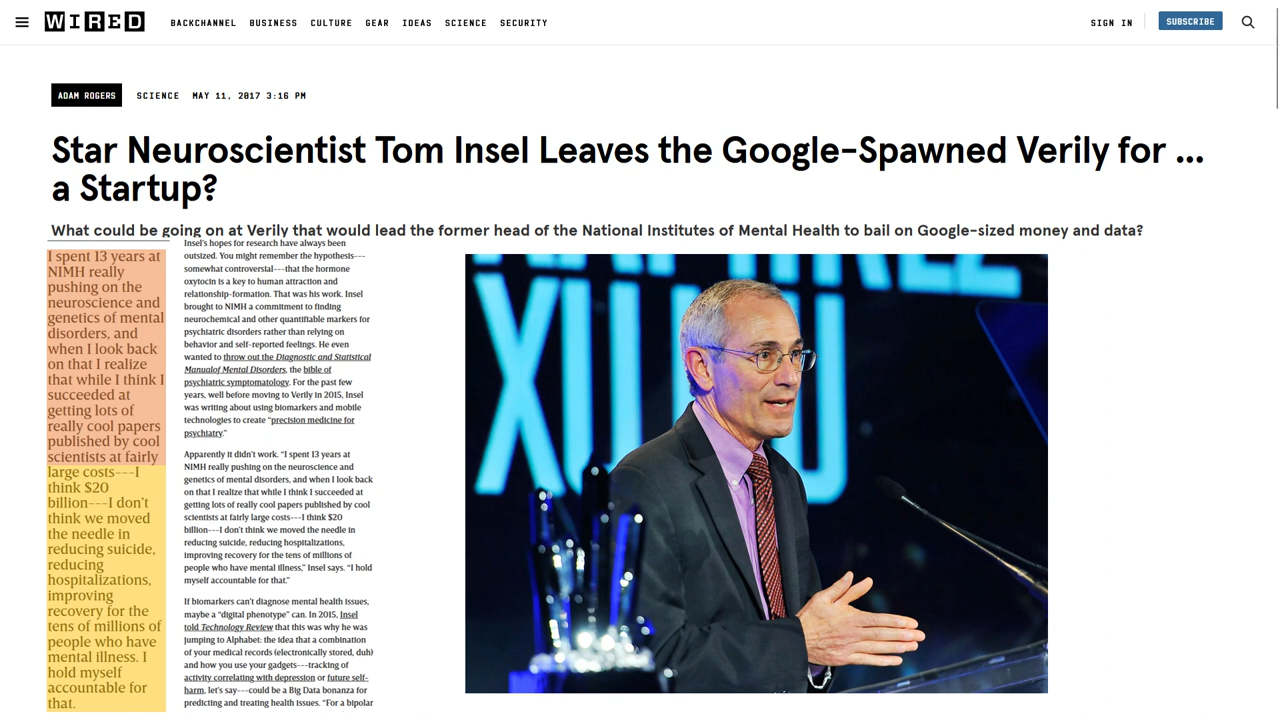 WIRED
BACKCHANNEL BUSINESS CULTURE GEAR IDEAS SCIENCE SECURITY
SIGN IN
SUBSCRIBE
ADAM ROGERS SCIENCE MAY 11, 2017 3:16 PM
Star Neuroscientist Tom Insel Leaves the Google-Spawned Verily for ...
a Startup?
What could be going on at Verily that would lead the former head of the National Institutes of Mental Health to bail on Google-sized money and data?
I spent 13 years at
NIMH really
pushing on the
neuroscience and
genetics of mental
disorders, and
when I look back
on that I realize
that while I think I
succeeded at
getting lots of
really cool papers
published by cool
scientists at fairly
large costs---I
think $20
billion---I don't
think we moved
the needle in
reducing suicide,
reducing
hospitalizations,
improving
recovery for the
tens of millions of
people who have
mental illness. I
hold myself
accountable for
that.
Insel's hopes for research have always been
outsized. You might remember the hypothesis---
somewhat controversial---that the hormone
oxytocin is a key to human attraction and
relationship-formation. That was his work. Insel
brought to NIMH a commitment to finding
neurochemical and other quantifiable markers for
psychiatric disorders rather than relying on
behavior and self-reported feelings. He even
wanted to throw out the Diagnostic and Statistical
Manualof Mental Disorders, the bible of
psychiatric symptomatology. For the past few
years, well before moving to Verily in 2015, Insel
was writing about using biomarkers and mobile
technologies to create "precision medicine for
psychiatry."
Apparently it didn't work. "I spent 13 years at
NIMH really pushing on the neuroscience and
genetics of mental disorders, and when I look back
on that I realize that while I think I succeeded at
getting lots of really cool papers published by cool
scientists at fairly large costs---I think $20
billion---I don't think we moved the needle in
reducing suicide, reducing hospitalizations,
improving recovery for the tens of millions of
people who have mental illness," Insel says. "I hold
myself accountable for that."
If biomarkers can't diagnose mental health issues,
maybe a "digital phenotype" can. In 2015, Insel
told Technology Review that this was why he was
jumping to Alphabet: the idea that a combination
of your medical records (electronically stored, duh)
and how you use your gadgets---tracking of
activity correlating with depression or future self-
harm, let's say---could be a Big Data bonanza for
predicting and treating health issues. "For a bipolar